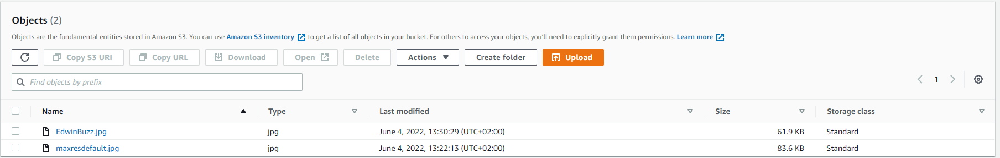 Objects (2)
Objects are the fundamental entities stored in Amazon S3. You can use Amazon S3 inventory to get a list of all objects in your bucket. For others to access your objects, you'll need to explicitly grant them permissions. Learn more
Copy S3 URI Copy URL Download Open Delete Actions Create folder Upload
Find objects by prefix 1
Name Type Last modified Size Storage class
EdwinBuzz.jpg jpg June 4, 2022, 13:30:29 (UTC+02:00) 61.9 KB Standard
maxresdefault.jpg jpg June 4, 2022, 13:22:13 (UTC+02:00) 83.6 KB Standard